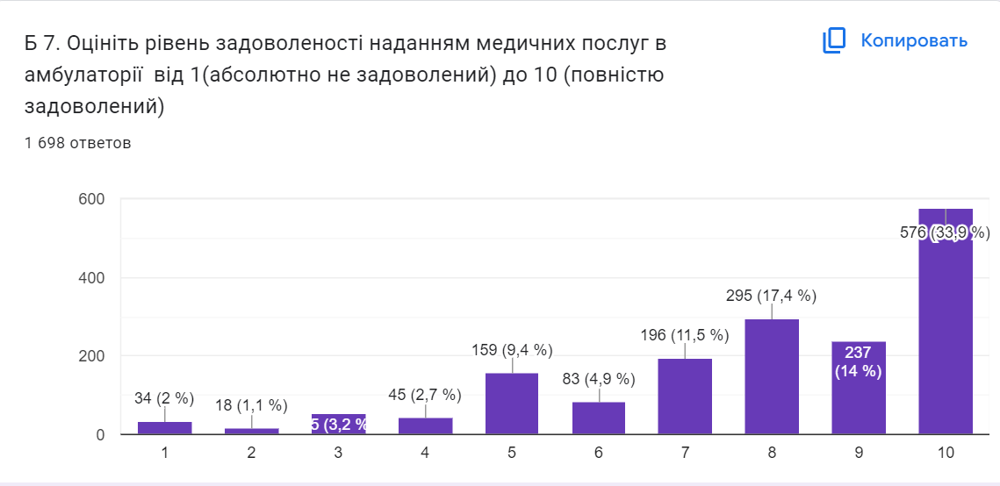 Б 7. Оцініть рівень задоволеності наданням медичних послуг в
Копировать
амбулаторії від 1(абсолютно не задоволений) до 10 (повністю
задоволений)
1 698 ответов
600
400
200
0
34 (2 %)
18 (1,1 %)
5 (3,2 %
45 (2,7 %)
159 (9,4 %)
83 (4,9 %)
196 (11,5 %)
295 (17,4 %)
237
(14 %)
576 (33,9 %)
1 2 3 4 5 6 7 8 9 10